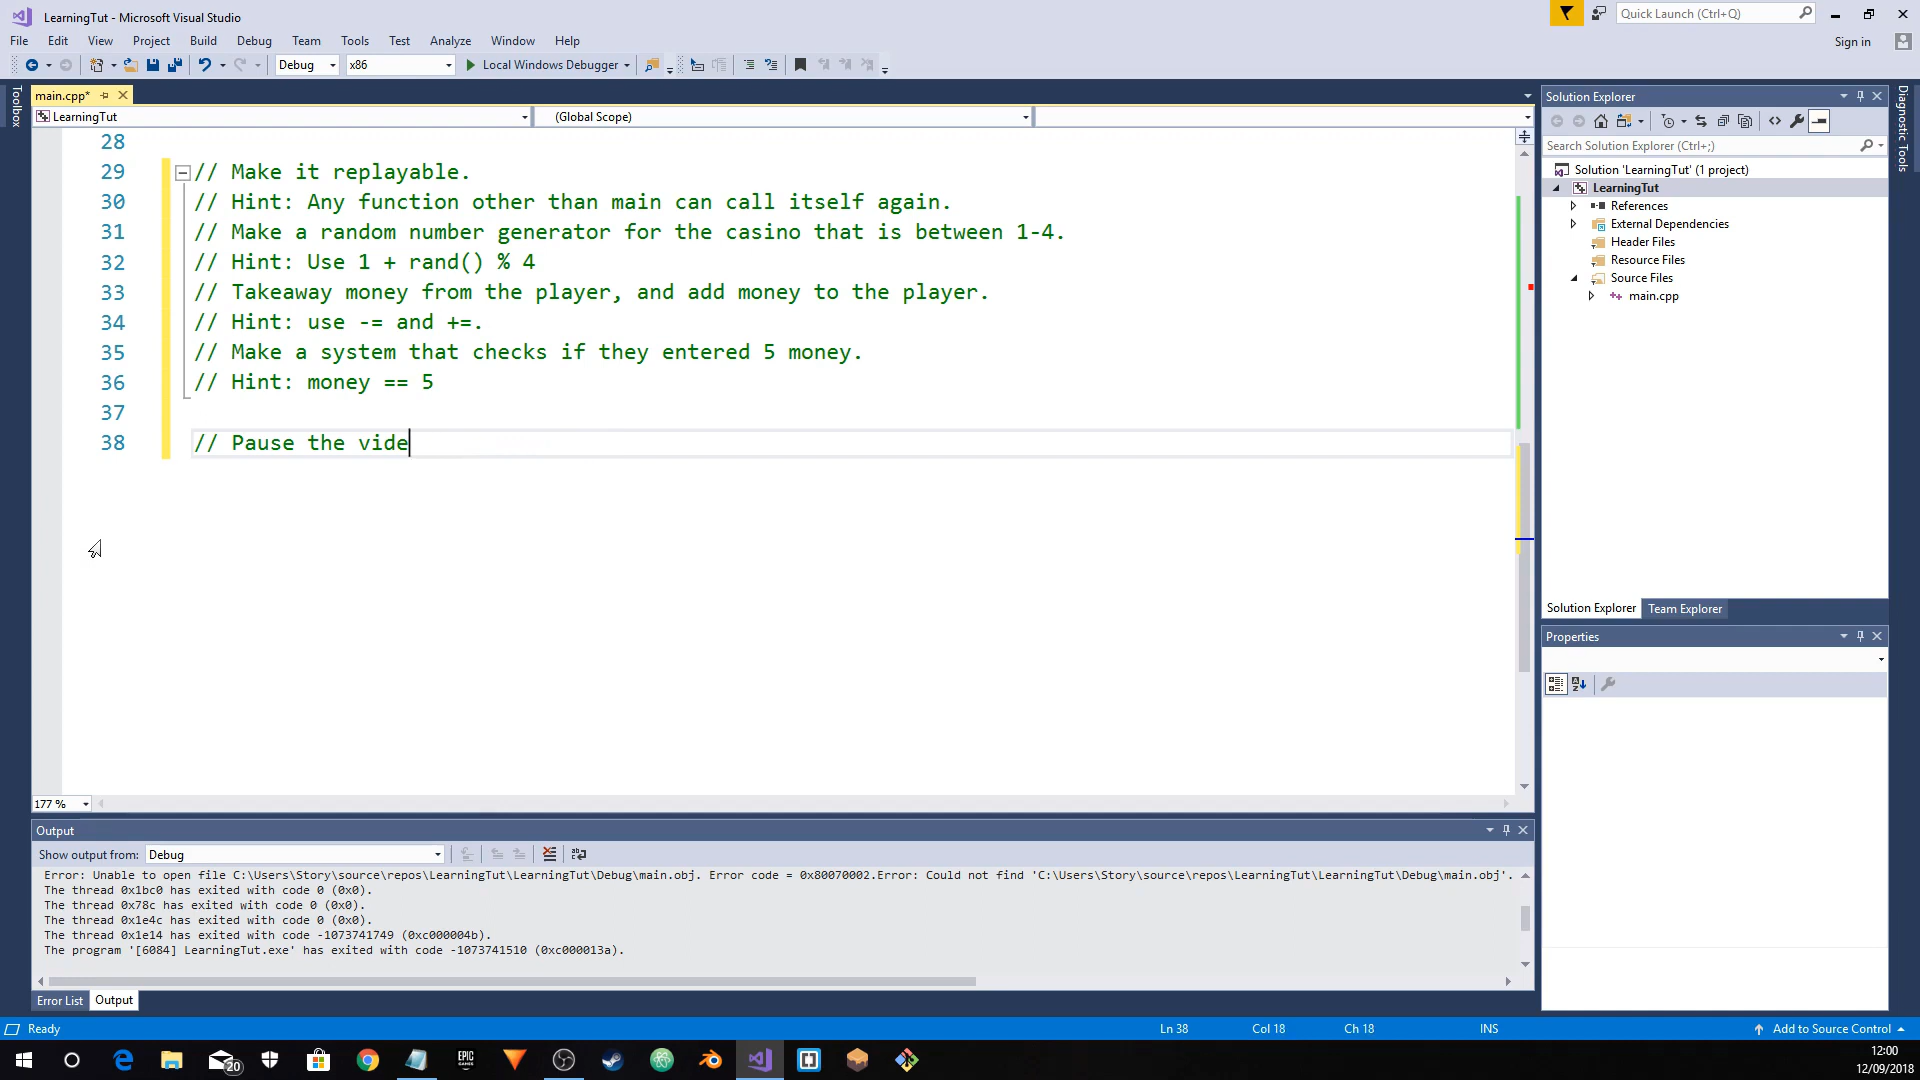 LearningTut - Microsoft Visual Studio
Quick Launch (Ctrl+Q)
File Edit View Project Build Debug Team Tools Test Analyze Window Help
Sign in
Debug x86 Local Windows Debugger
Toolbox
main.cpp*
LearningTut (Global Scope)
28
29 // Make it replayable.
30 // Hint: Any function other than main can call itself again.
31 // Make a random number generator for the casino that is between 1-4.
32 // Hint: Use 1 + rand() % 4
33 // Takeaway money from the player, and add money to the player.
34 // Hint: use -= and +=.
35 // Make a system that checks if they entered 5 money.
36 // Hint: money == 5
37
38 // Pause the vide
177 %
Solution Explorer
Diagnostic Tools
Search Solution Explorer (Ctrl+;)
Solution 'LearningTut' (1 project)
LearningTut
References
External Dependencies
Header Files
Resource Files
Source Files
main.cpp
Solution Explorer Team Explorer
Properties
Output
Show output from: Debug
Error: Unable to open file C:\Users\Story\source\repos\LearningTut\LearningTut\Debug\main.obj. Error code = 0x80070002.Error: Could not find 'C:\Users\Story\source\repos\LearningTut\LearningTut\Debug\main.obj'.
The thread 0x1bc0 has exited with code 0 (0x0).
The thread 0x78c has exited with code 0 (0x0).
The thread 0x1e4c has exited with code 0 (0x0).
The thread 0x1e14 has exited with code -1073741749 (0xc000004b).
The program '[6084] LearningTut.exe' has exited with code -1073741510 (0xc000013a).
Error List Output
Ready Ln 38 Col 18 Ch 18 INS Add to Source Control
20
EPIC GAMES
12:00
12/09/2018